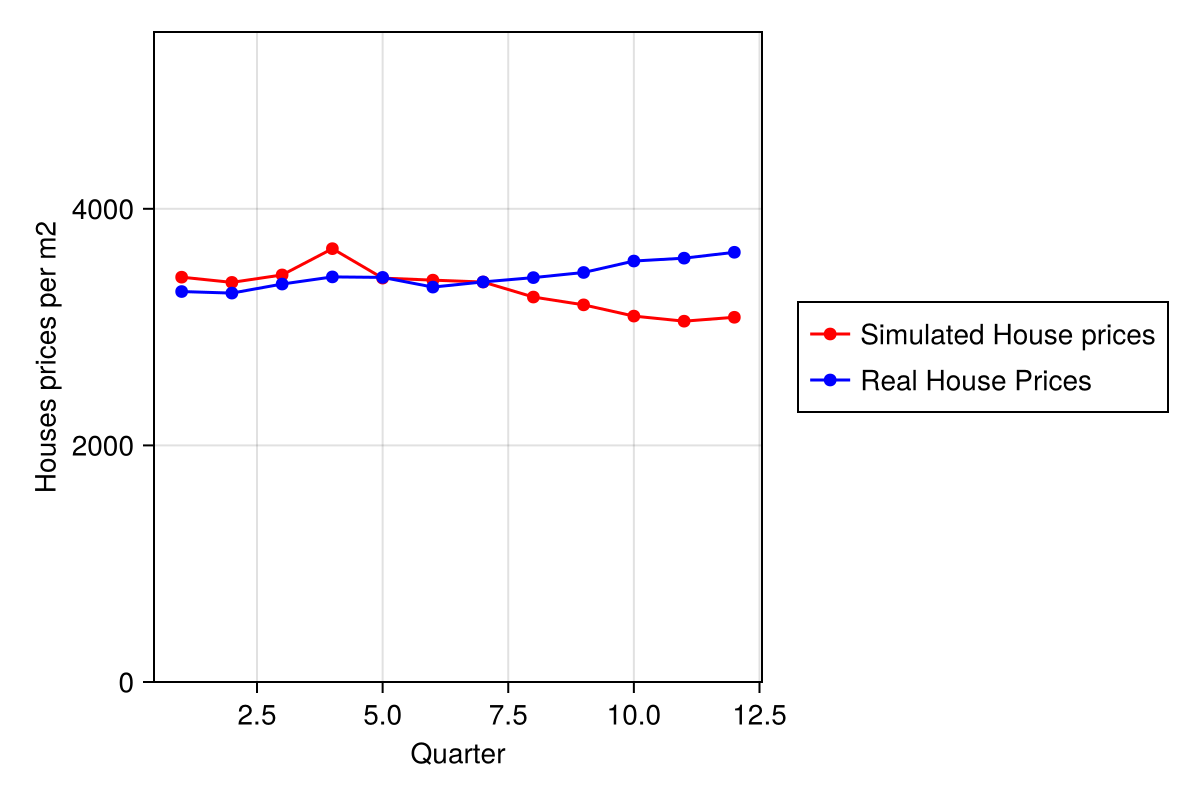 Houses prices per m2
4000
2000
0
2.5 5.0 7.5 10.0 12.5
Quarter
Simulated House prices
Real House Prices